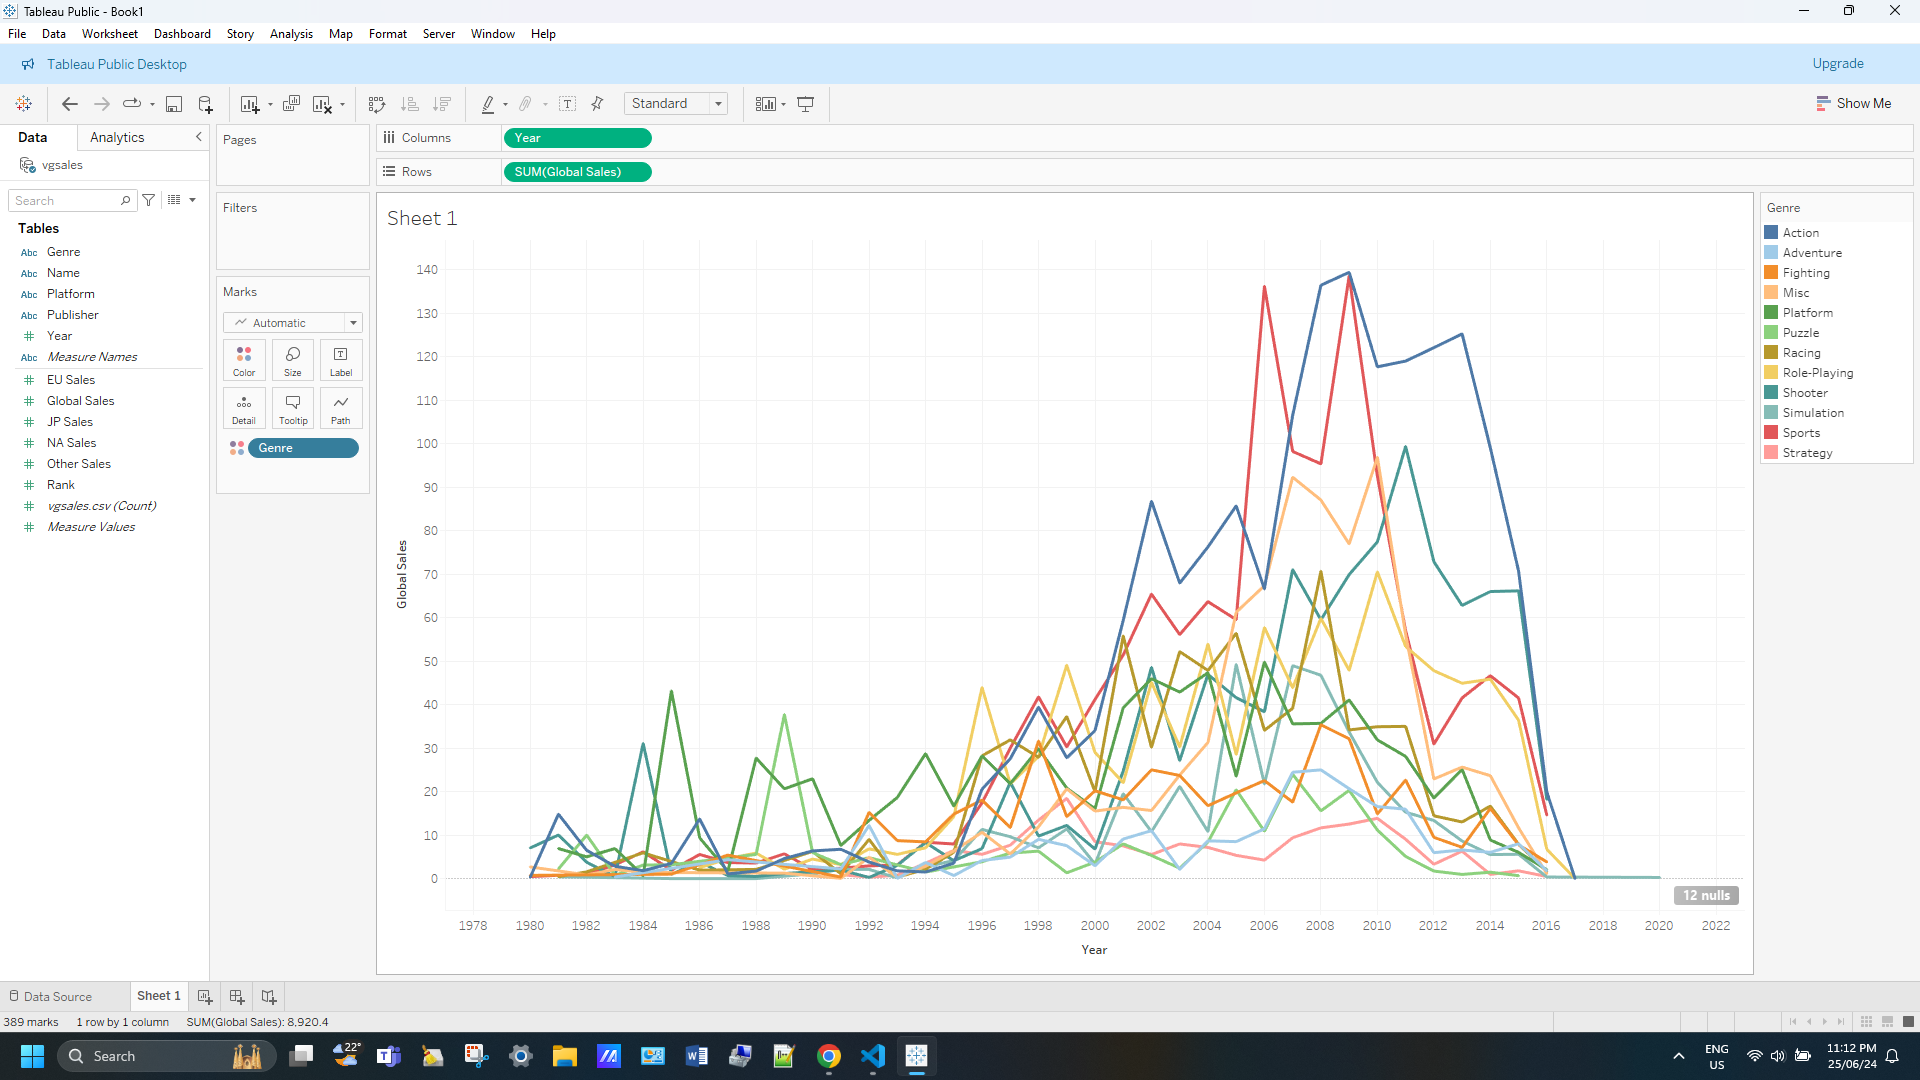 Tableau Public - Book1
File Data Worksheet Dashboard Story Analysis Map Format Server Window Help
Tableau Public Desktop
Upgrade
Standard
Show Me
Data
Analytics
vgsales
Search
Tables
Abc Genre
Abc Name
Abc Platform
Abc Publisher
# Year
Abc Measure Names
# EU Sales
# Global Sales
# JP Sales
# NA Sales
# Other Sales
# Rank
# vgsales.csv (Count)
# Measure Values
Pages
Filters
Marks
Automatic
Color Size Label
Detail Tooltip Path
Genre
Columns Year
Rows SUM(Global Sales)
Sheet 1
140
130
120
110
100
90
80
70
60
50
40
30
20
10
0
Global Sales
12 nulls
1978 1980 1982 1984 1986 1988 1990 1992 1994 1996 1998 2000 2002 2004 2006 2008 2010 2012 2014 2016 2018 2020 2022
Year
Genre
Action
Adventure
Fighting
Misc
Platform
Puzzle
Racing
Role-Playing
Shooter
Simulation
Sports
Strategy
Data Source
Sheet 1
389 marks 1 row by 1 column SUM(Global Sales): 8,920.4
Search
22°
ENG
US
11:12 PM
25/06/24